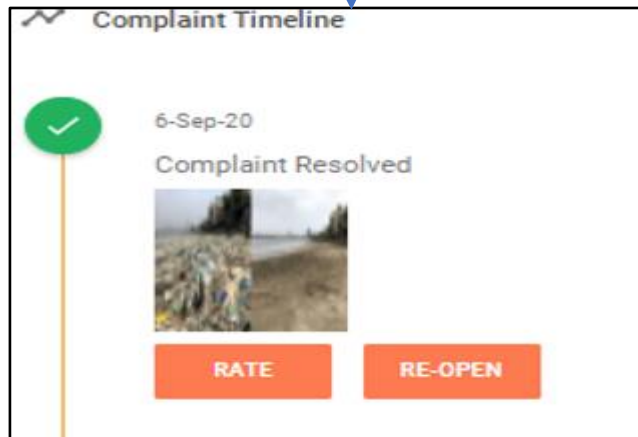 Complaint Timeline
6-Sep-20
Complaint Resolved
RATE
RE-OPEN